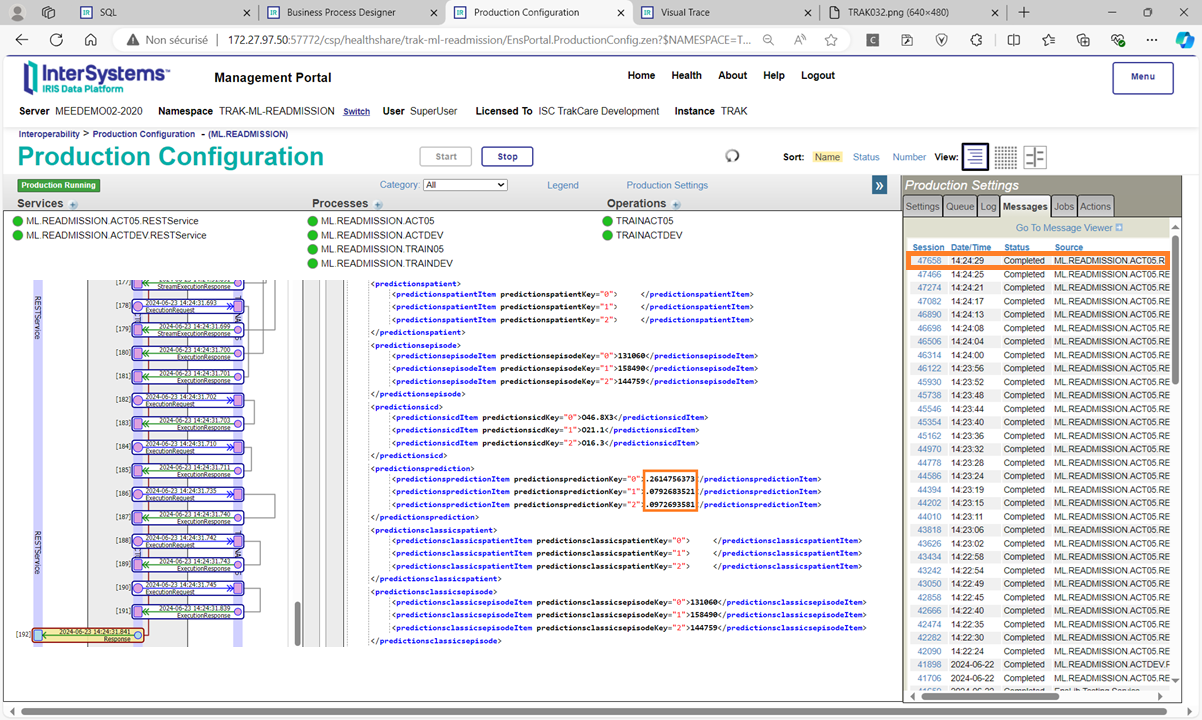 SQL
Business Process Designer
Production Configuration
Visual Trace
TRAK032.png (640×480)
Non sécurisé
172.27.97.50:57772/csp/healthshare/trak-ml-readmission/EnsPortal.ProductionConfig.zen?$NAMESPACE=T...
InterSystems
IRIS Data Platform
Management Portal
Home About Health Help Logout
Menu
Server MEEDEMO02-2020 Namespace TRAK-ML-READMISSION Switch User SuperUser Licensed To ISC TrakCare Development Instance TRAK
Interoperability > Production Configuration - (ML.READMISSION)
Production Configuration
Start
Stop
Sort: Name Status Number View:
Production Running
Category: All
Legend
Production Settings
»
Services
Processes
Operations
ML.READMISSION.ACT05.RESTService
ML.READMISSION.ACTDEV.RESTService
ML.READMISSION.ACT05
ML.READMISSION.ACTDEV
ML.READMISSION.TRAIN05
ML.READMISSION.TRAINDEV
TRAINACT05
TRAINACTDEV
RESTService
StreamExecutionResponse
[178] 2024-06-23 14:24:31.693
ExecutionRequest
[179] 2024-06-23 14:24:31.699
StreamExecutionResponse
[180] 2024-06-23 14:24:31.700
ExecutionResponse
[181] 2024-06-23 14:24:31.701
ExecutionResponse
[182] 2024-06-23 14:24:31.702
ExecutionRequest
[183] 2024-06-23 14:24:31.703
ExecutionResponse
[184] 2024-06-23 14:24:31.710
ExecutionRequest
[185] 2024-06-23 14:24:31.711
ExecutionResponse
[186] 2024-06-23 14:24:31.735
ExecutionRequest
[187] 2024-06-23 14:24:31.740
ExecutionResponse
RESTService
[188] 2024-06-23 14:24:31.742
ExecutionRequest
[189] 2024-06-23 14:24:31.743
ExecutionResponse
[190] 2024-06-23 14:24:31.745
ExecutionRequest
[191] 2024-06-23 14:24:31.839
ExecutionResponse
[192] 2024-06-23 14:24:31.841
Response
<predictionspatient>
<predictionspatientItem predictionspatientKey="0"> </predictionspatientItem>
<predictionspatientItem predictionspatientKey="1"> </predictionspatientItem>
<predictionspatientItem predictionspatientKey="2"> </predictionspatientItem>
</predictionspatient>
<predictionsepisode>
<predictionsepisodeItem predictionsepisodeKey="0">131060</predictionsepisodeItem>
<predictionsepisodeItem predictionsepisodeKey="1">158490</predictionsepisodeItem>
<predictionsepisodeItem predictionsepisodeKey="2">144759</predictionsepisodeItem>
</predictionsepisode>
<predictionsicd>
<predictionsicdItem predictionsicdKey="0">O46.8X3</predictionsicdItem>
<predictionsicdItem predictionsicdKey="1">O21.1</predictionsicdItem>
<predictionsicdItem predictionsicdKey="2">O16.3</predictionsicdItem>
</predictionsicd>
<predictionsprediction>
<predictionspredictionItem predictionspredictionKey="0">.2614756373</predictionspredictionItem>
<predictionspredictionItem predictionspredictionKey="1">.0792683521</predictionspredictionItem>
<predictionspredictionItem predictionspredictionKey="2">.0972693581</predictionspredictionItem>
</predictionsprediction>
<predictionsclassicspatient>
<predictionsclassicspatientItem predictionsclassicspatientKey="0"> </predictionsclassicspatientItem>
<predictionsclassicspatientItem predictionsclassicspatientKey="1"> </predictionsclassicspatientItem>
<predictionsclassicspatientItem predictionsclassicspatientKey="2"> </predictionsclassicspatientItem>
</predictionsclassicspatient>
<predictionsclassicsepisode>
<predictionsclassicsepisodeItem predictionsclassicsepisodeKey="0">131060</predictionsclassicsepisodeItem>
<predictionsclassicsepisodeItem predictionsclassicsepisodeKey="1">158490</predictionsclassicsepisodeItem>
<predictionsclassicsepisodeItem predictionsclassicsepisodeKey="2">144759</predictionsclassicsepisodeItem>
</predictionsclassicsepisode>
Production Settings
Settings Queue Log Messages Jobs Actions
Go To Message Viewer
Session Date/Time Status Source
47658 14:24:29 Completed ML.READMISSION.ACT05.R
47466 14:24:25 Completed ML.READMISSION.ACT05.RE
47274 14:24:21 Completed ML.READMISSION.ACT05.RE
47082 14:24:17 Completed ML.READMISSION.ACT05.RE
46890 14:24:13 Completed ML.READMISSION.ACT05.RE
46698 14:24:08 Completed ML.READMISSION.ACT05.RE
46506 14:24:04 Completed ML.READMISSION.ACT05.RE
46314 14:24:00 Completed ML.READMISSION.ACT05.RE
46122 14:23:56 Completed ML.READMISSION.ACT05.RE
45930 14:23:52 Completed ML.READMISSION.ACT05.RE
45738 14:23:48 Completed ML.READMISSION.ACT05.RE
45546 14:23:44 Completed ML.READMISSION.ACT05.RE
45354 14:23:40 Completed ML.READMISSION.ACT05.RE
45162 14:23:36 Completed ML.READMISSION.ACT05.RE
44970 14:23:32 Completed ML.READMISSION.ACT05.RE
44778 14:23:28 Completed ML.READMISSION.ACT05.RE
44586 14:23:24 Completed ML.READMISSION.ACT05.RE
44394 14:23:19 Completed ML.READMISSION.ACT05.RE
44202 14:23:15 Completed ML.READMISSION.ACT05.RE
44010 14:23:11 Completed ML.READMISSION.ACT05.RE
43818 14:23:06 Completed ML.READMISSION.ACT05.RE
43626 14:23:02 Completed ML.READMISSION.ACT05.RE
43434 14:22:58 Completed ML.READMISSION.ACT05.RE
43242 14:22:54 Completed ML.READMISSION.ACT05.RE
43050 14:22:49 Completed ML.READMISSION.ACT05.RE
42858 14:22:45 Completed ML.READMISSION.ACT05.RE
42666 14:22:40 Completed ML.READMISSION.ACT05.RE
42474 14:22:35 Completed ML.READMISSION.ACT05.RE
42282 14:22:30 Completed ML.READMISSION.ACT05.RE
42090 14:22:24 Completed ML.READMISSION.ACT05.RE
41898 2024-06-22 Completed ML.READMISSION.ACTDEV.F
41706 2024-06-22 Completed ML.READMISSION.ACT05.RE